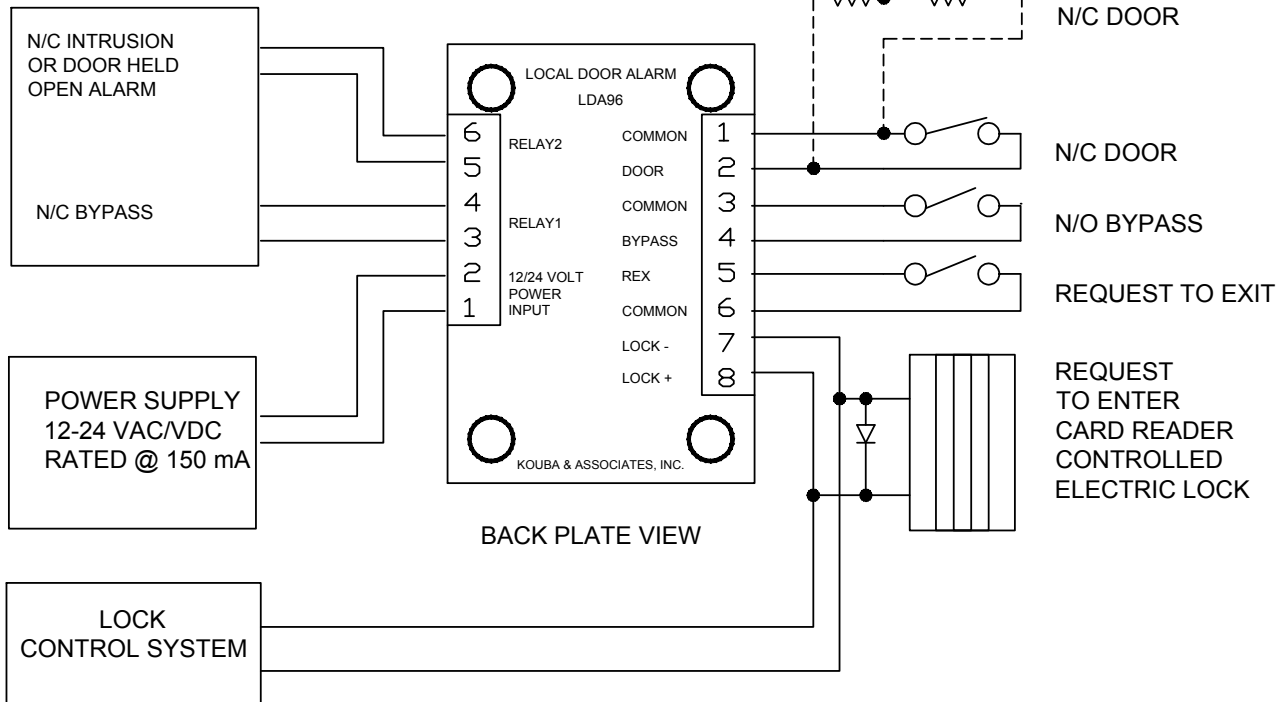 N/C DOOR
N/C INTRUSION
OR DOOR HELD
OPEN ALARM
N/C BYPASS
LOCAL DOOR ALARM
LDA96
6
5
4
3
2
1
RELAY2
RELAY1
12/24 VOLT
POWER
INPUT
COMMON
DOOR
COMMON
BYPASS
REX
COMMON
LOCK -
LOCK +
1
2
3
4
5
6
7
8
KOUBA & ASSOCIATES, INC.
BACK PLATE VIEW
N/C DOOR
N/O BYPASS
REQUEST TO EXIT
REQUEST
TO ENTER
CARD READER
CONTROLLED
ELECTRIC LOCK
POWER SUPPLY
12-24 VAC/VDC
RATED @ 150 mA
LOCK
CONTROL SYSTEM